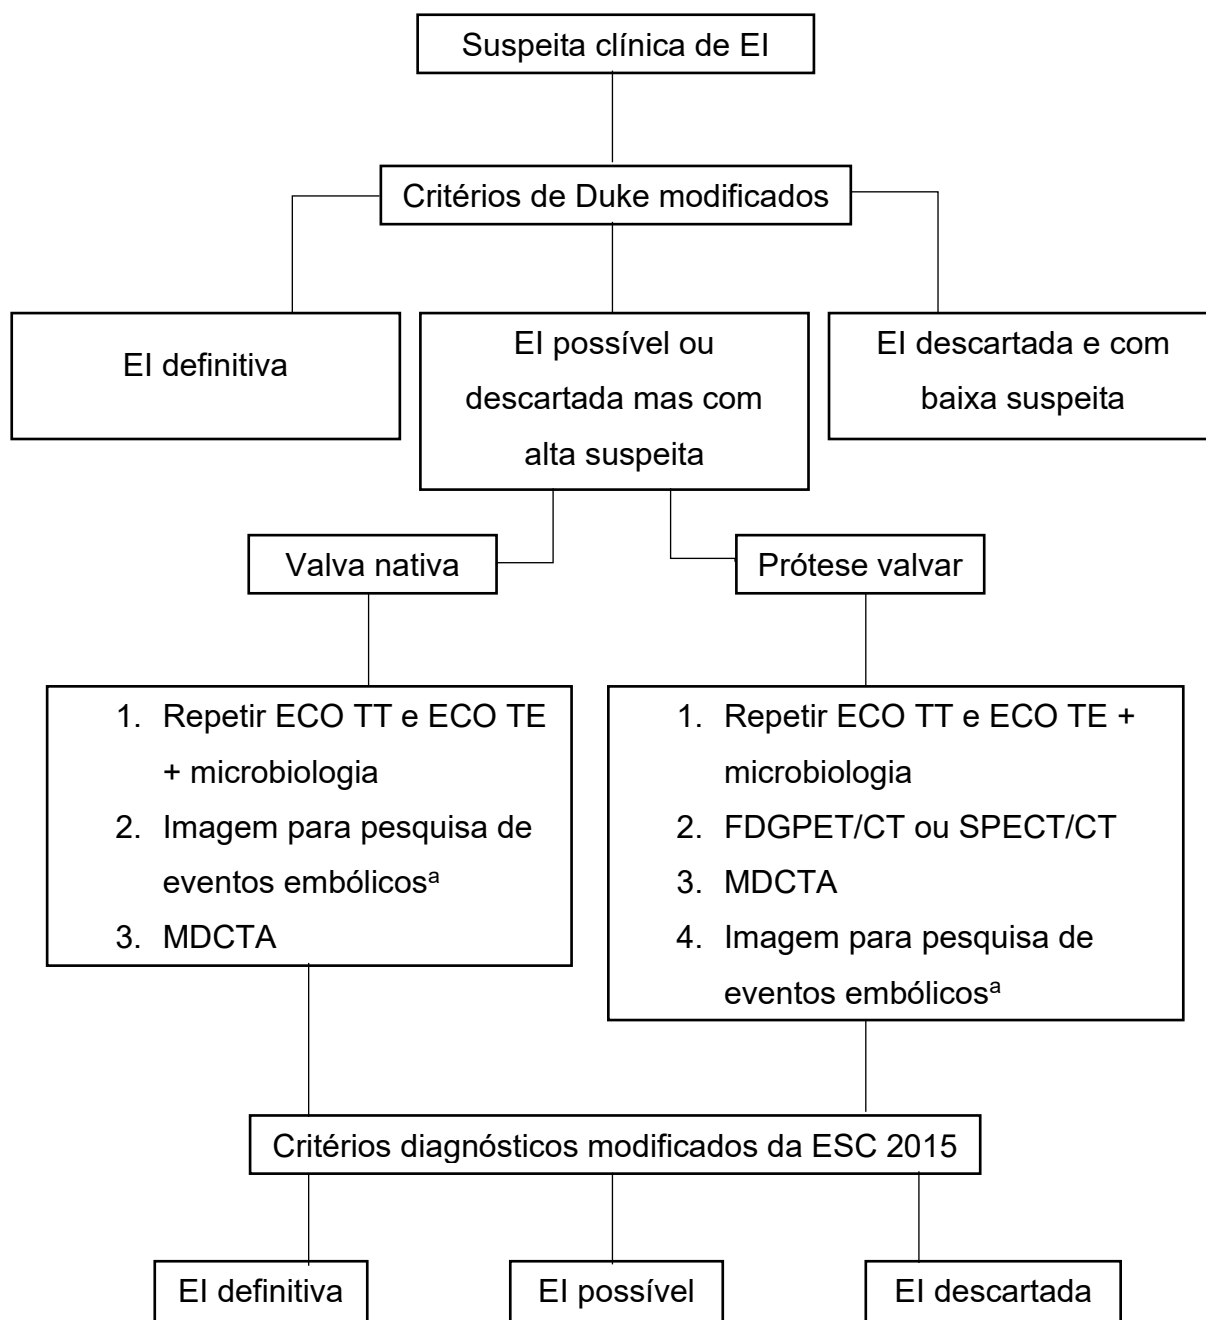 Suspeita clínica de EI
Critérios de Duke modificados
EI definitiva
EI possível ou
descartada mas com
alta suspeita
EI descartada e com
baixa suspeita
Valva nativa
Prótese valvar
1. Repetir ECO TT e ECO TE
+ microbiologia
2. Imagem para pesquisa de
eventos embólicosᵃ
3. MDCTA
1. Repetir ECO TT e ECO TE +
microbiologia
2. FDGPET/CT ou SPECT/CT
3. MDCTA
4. Imagem para pesquisa de
eventos embólicosᵃ
Critérios diagnósticos modificados da ESC 2015
EI definitiva
EI possível
EI descartada